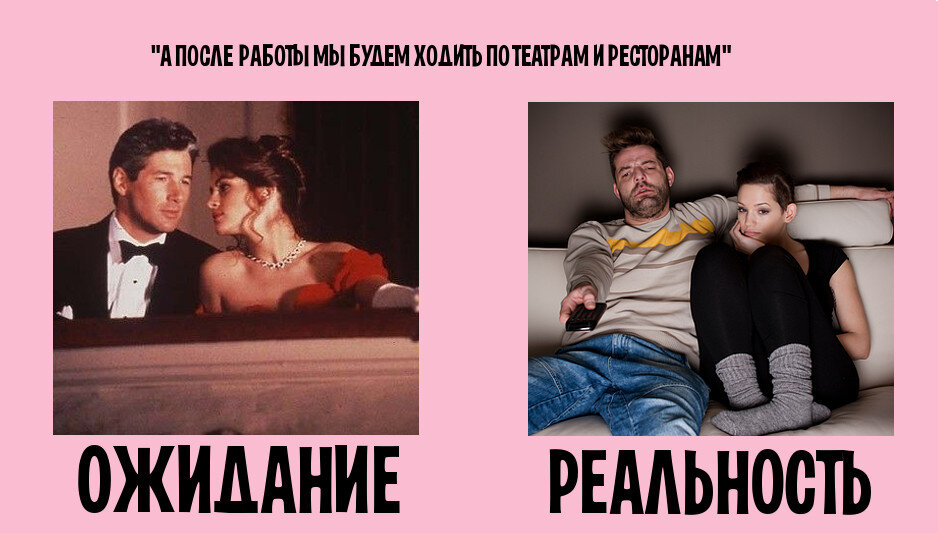 "А ПОСЛЕ РАБОТЫ МЫ БУДЕМ ХОДИТЬ ПО ТЕАТРАМ И РЕСТОРАНАМ"
ОЖИДАНИЕ
РЕАЛЬНОСТЬ